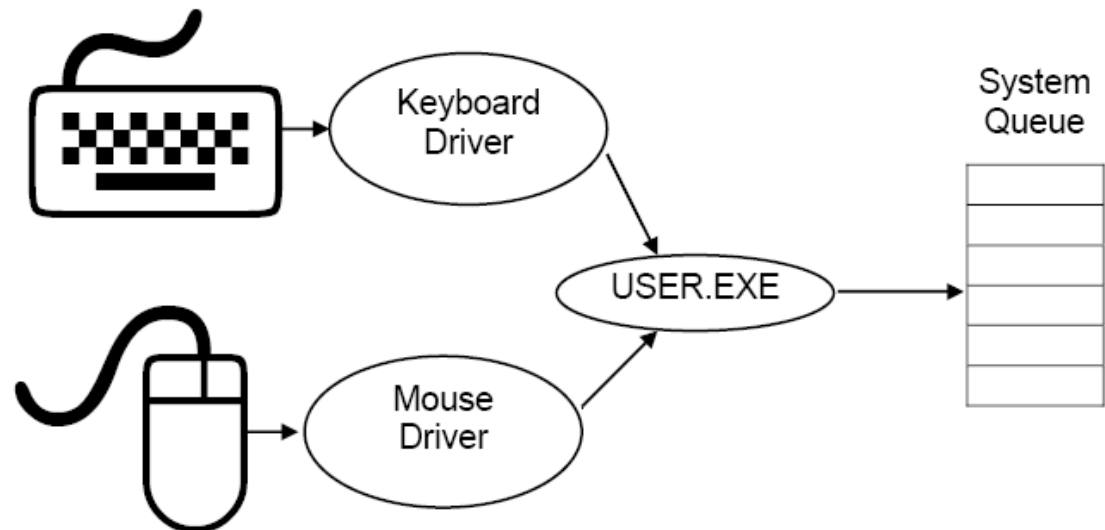 Keyboard
Driver
System
Queue
USER.EXE
Mouse
Driver